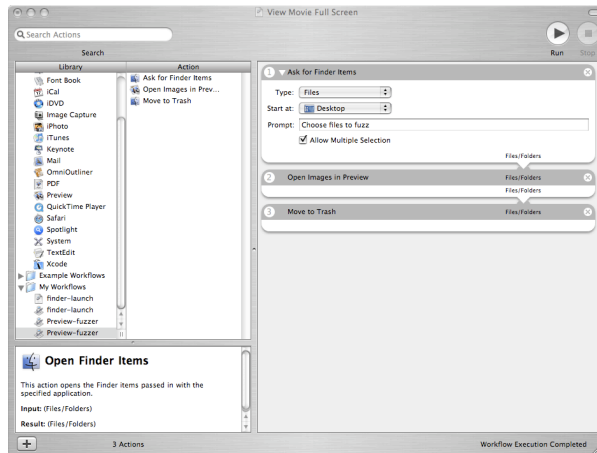 View Movie Full Screen
Search Actions
Search
Run
Stop
Library
Action
Font Book
iCal
iDVD
Image Capture
iPhoto
iTunes
Keynote
Mail
OmniOutliner
PDF
Preview
QuickTime Player
Safari
Spotlight
System
TextEdit
Xcode
Example Workflows
My Workflows
finder-launch
finder-launch
Preview-fuzzer
Preview-fuzzer
Ask for Finder Items
Open Images in Prev...
Move to Trash
1 Ask for Finder Items
Type: Files
Start at: Desktop
Prompt: Choose files to fuzz
Allow Multiple Selection
Files/Folders
2 Open Images in Preview Files/Folders
Files/Folders
3 Move to Trash Files/Folders
Open Finder Items
This action opens the Finder items passed in with the
specified application.
Input: (Files/Folders)
Result: (Files/Folders)
3 Actions
Workflow Execution Completed